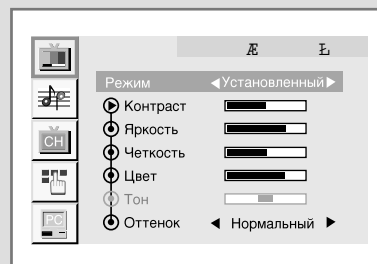 Æ Ł
Режим Установленный
Контраст
Яркость
CH Четкость
Цвет
Тон
PC Оттенок Нормальный